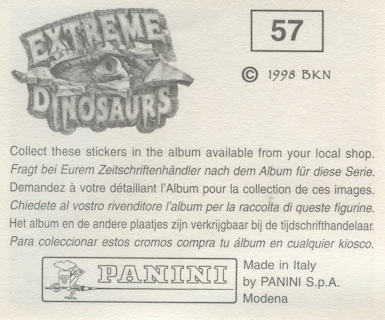 EXTREME
DINOSAURS
57
© 1998 BKN
Collect these stickers in the album available from your local shop.
Fragt bei Eurem Zeitschriftenhändler nach dem Album für diese Serie.
Demandez à votre détaillant l'Album pour la collection de ces images.
Chiedete al vostro rivenditore l'album per la raccolta di queste figurine.
Het album en de andere plaatjes zijn verkrijgbaar bij de tijdschrifthandelaar.
Para coleccionar estos cromos compra tu álbum en cualquier kiosco.
PANINI
Made in Italy
by PANINI S.p.A.
Modena